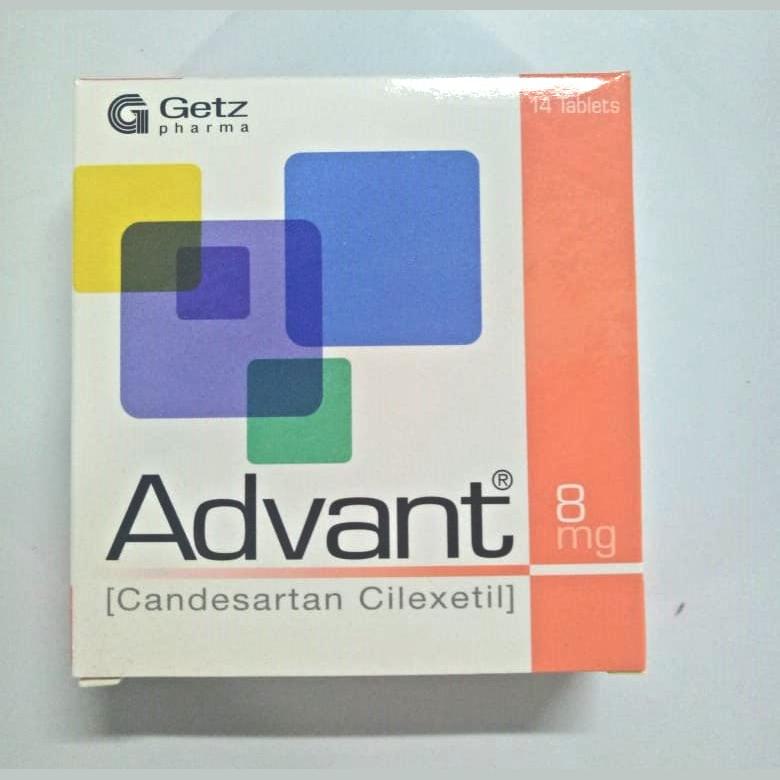 Getz
pharma
14 Tablets
Advant®
8
mg
[Candesartan Cilexetil]